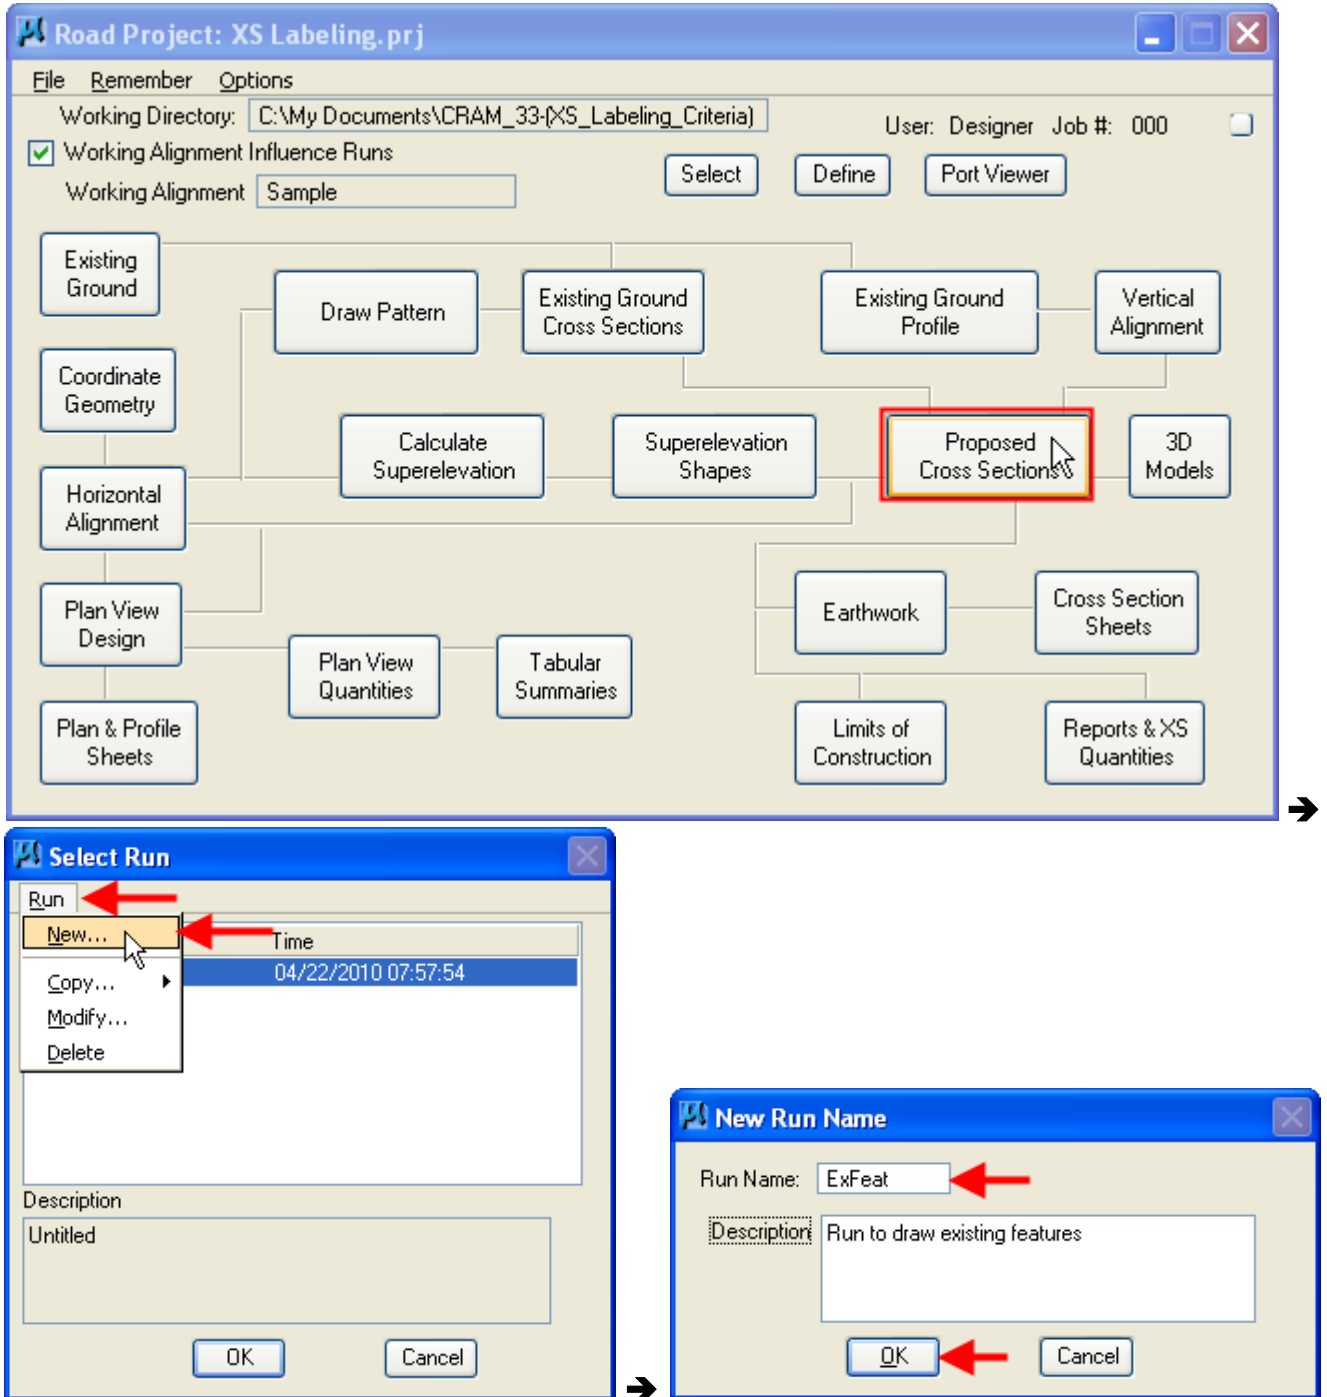 Road Project: XS Labeling.prj
File Remember Options
Working Directory: C:\My Documents\CRAM_33-(XS_Labeling_Criteria)
User: Designer Job #: 000
Working Alignment Influence Runs
Select Define Port Viewer
Working Alignment Sample
Existing
Ground
Draw Pattern
Existing Ground
Cross Sections
Existing Ground
Profile
Vertical
Alignment
Coordinate
Geometry
Calculate
Superelevation
Superelevation
Shapes
Proposed
Cross Sections
3D
Models
Horizontal
Alignment
Plan View
Design
Earthwork
Cross Section
Sheets
Plan View
Quantities
Tabular
Summaries
Plan & Profile
Sheets
Limits of
Construction
Reports & XS
Quantities
Select Run
Run
New...
Time
04/22/2010 07:57:54
Copy...
Modify...
Delete
Description
Untitled
OK Cancel
New Run Name
Run Name: ExFeat
Description Run to draw existing features
OK Cancel